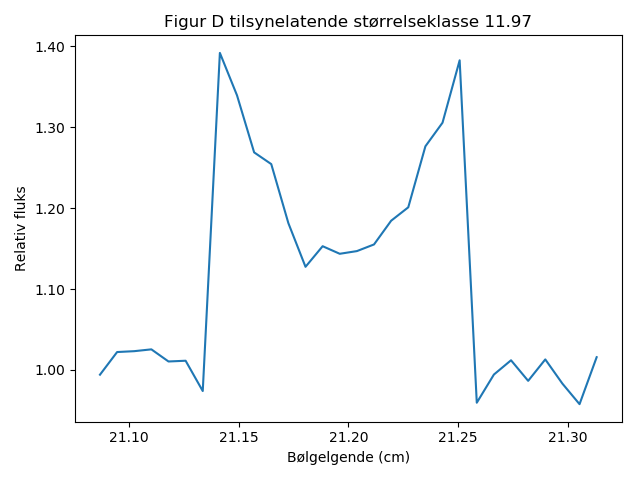 Figur D tilsynelatende størrelseklasse 11.97
1.40
1.30
1.20
1.10
1.00
Relativ fluks
21.10 21.15 21.20 21.25 21.30
Bølgelgende (cm)